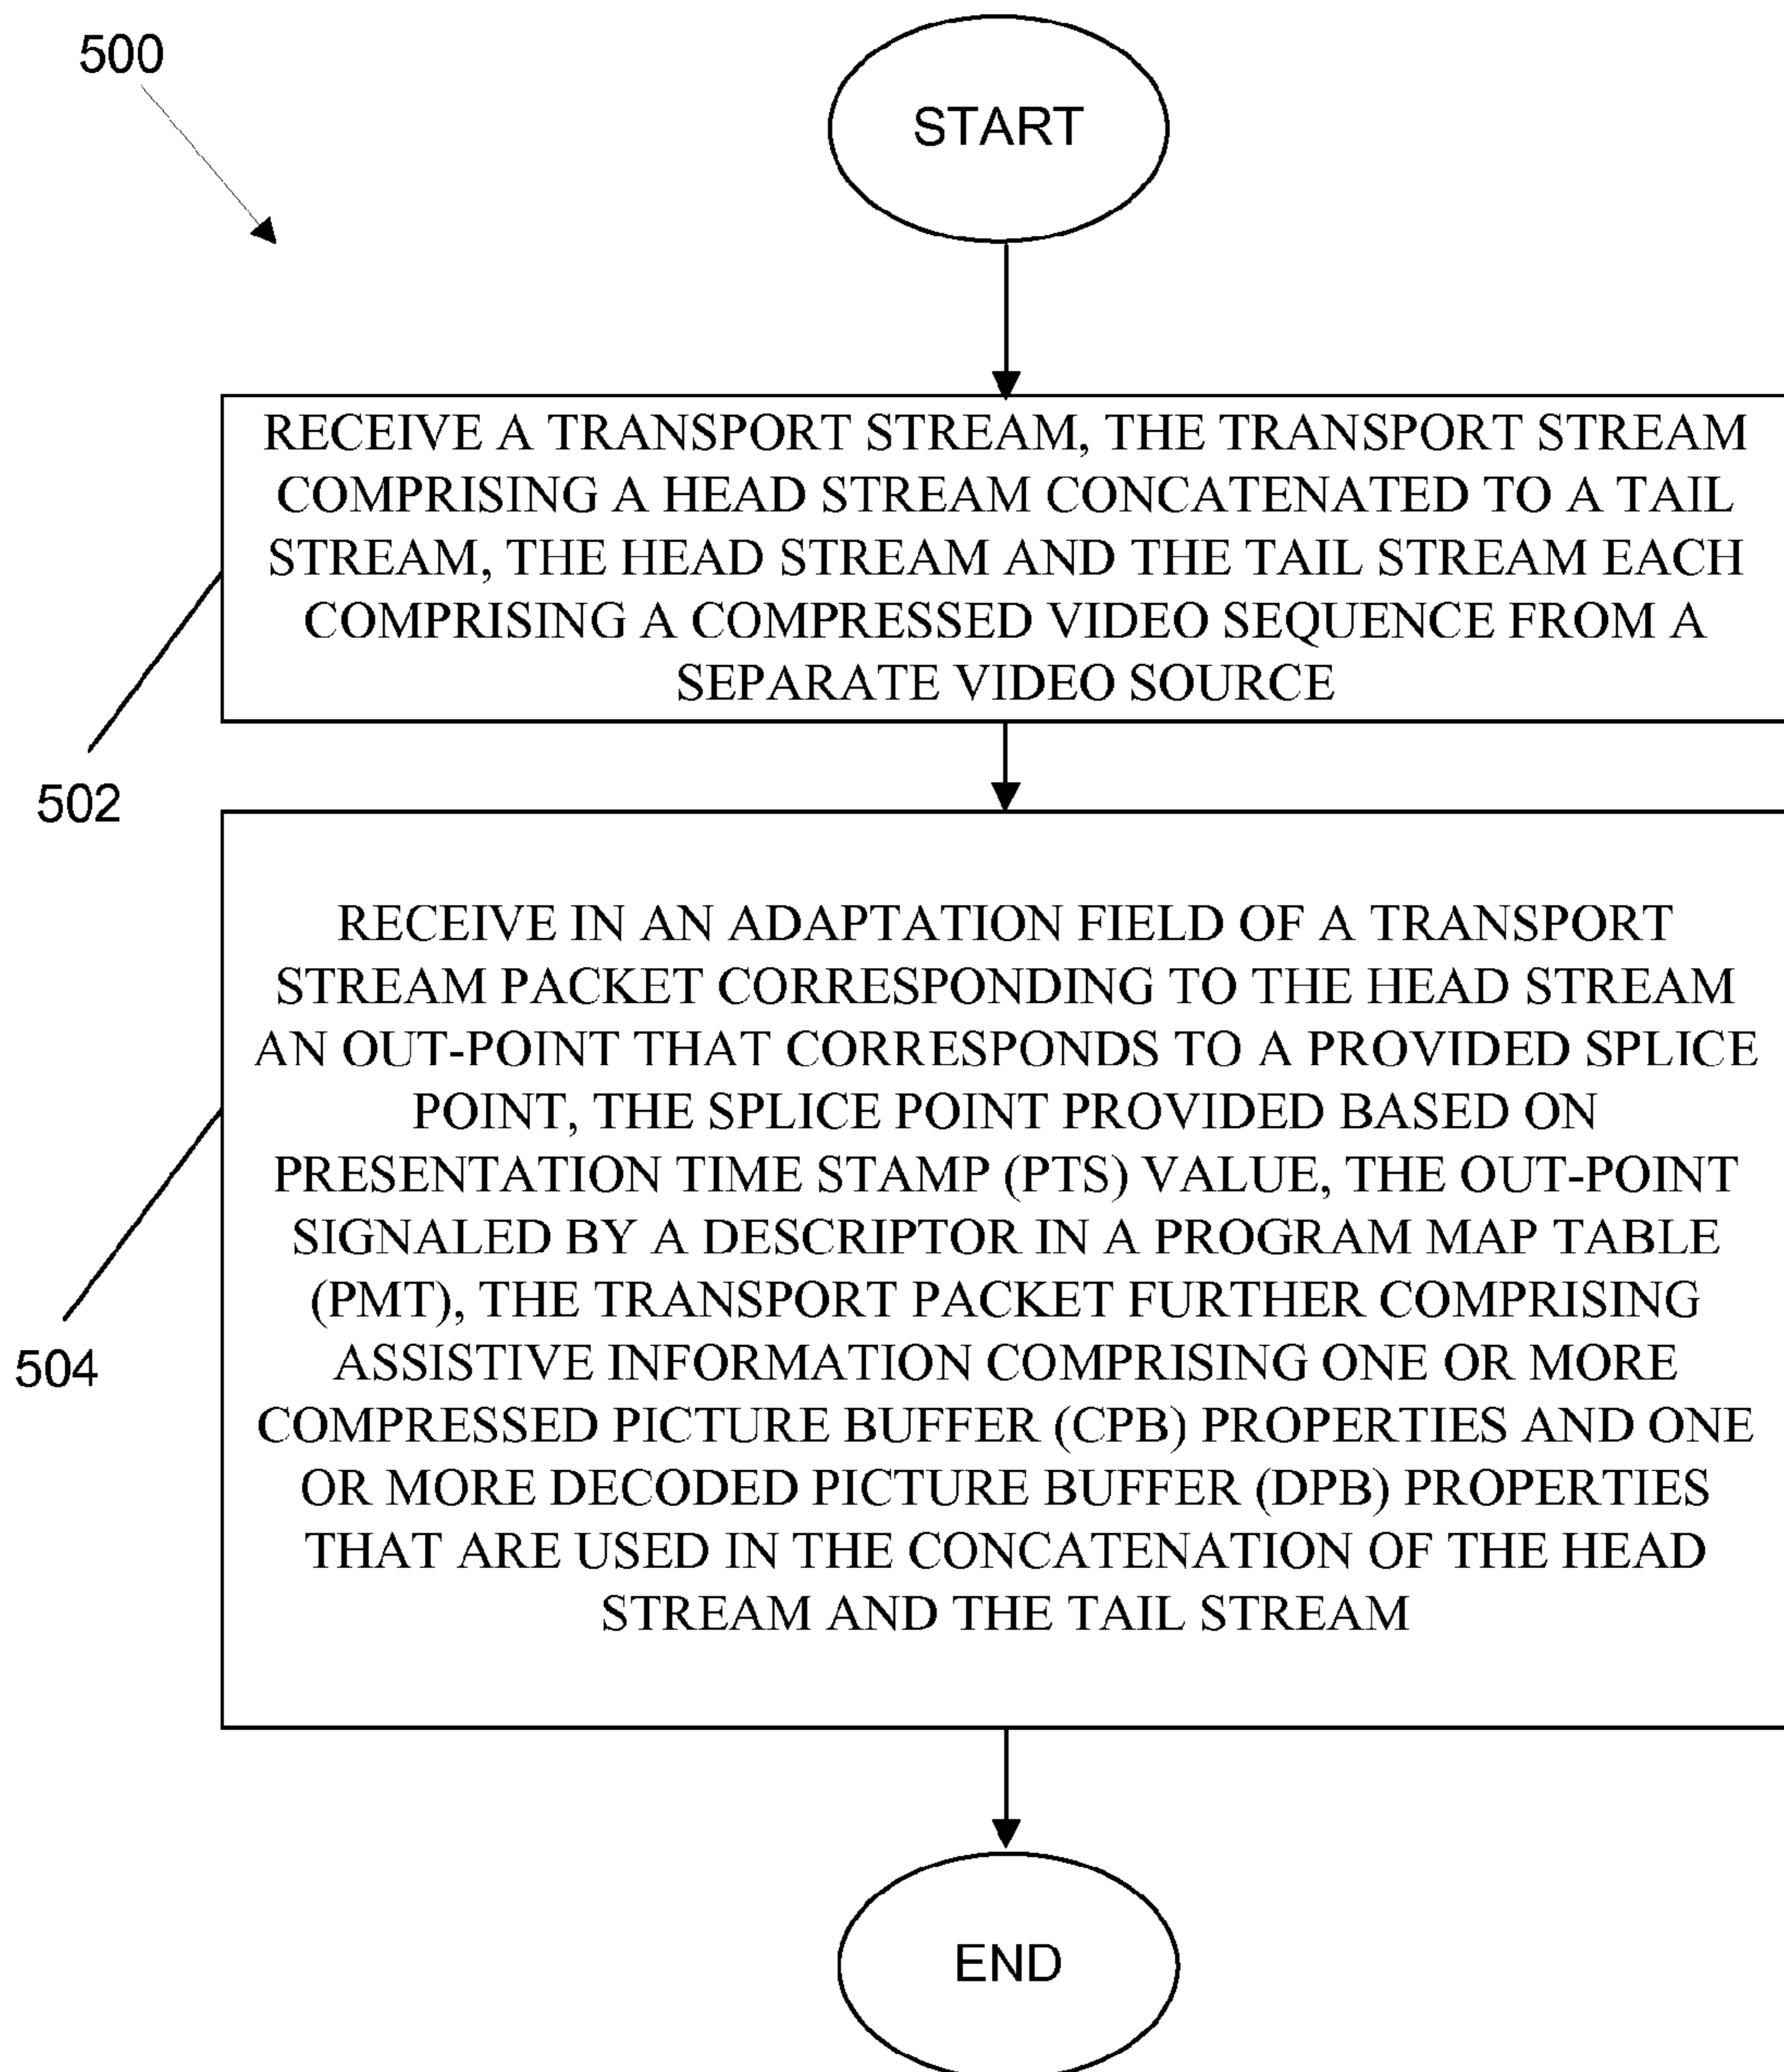 500
START
RECEIVE A TRANSPORT STREAM, THE TRANSPORT STREAM
COMPRISING A HEAD STREAM CONCATENATED TO A TAIL
STREAM, THE HEAD STREAM AND THE TAIL STREAM EACH
COMPRISING A COMPRESSED VIDEO SEQUENCE FROM A
SEPARATE VIDEO SOURCE
502
RECEIVE IN AN ADAPTATION FIELD OF A TRANSPORT
STREAM PACKET CORRESPONDING TO THE HEAD STREAM
AN OUT-POINT THAT CORRESPONDS TO A PROVIDED SPLICE
POINT, THE SPLICE POINT PROVIDED BASED ON
PRESENTATION TIME STAMP (PTS) VALUE, THE OUT-POINT
SIGNALED BY A DESCRIPTOR IN A PROGRAM MAP TABLE
(PMT), THE TRANSPORT PACKET FURTHER COMPRISING
ASSISTIVE INFORMATION COMPRISING ONE OR MORE
COMPRESSED PICTURE BUFFER (CPB) PROPERTIES AND ONE
OR MORE DECODED PICTURE BUFFER (DPB) PROPERTIES
THAT ARE USED IN THE CONCATENATION OF THE HEAD
STREAM AND THE TAIL STREAM
504
END